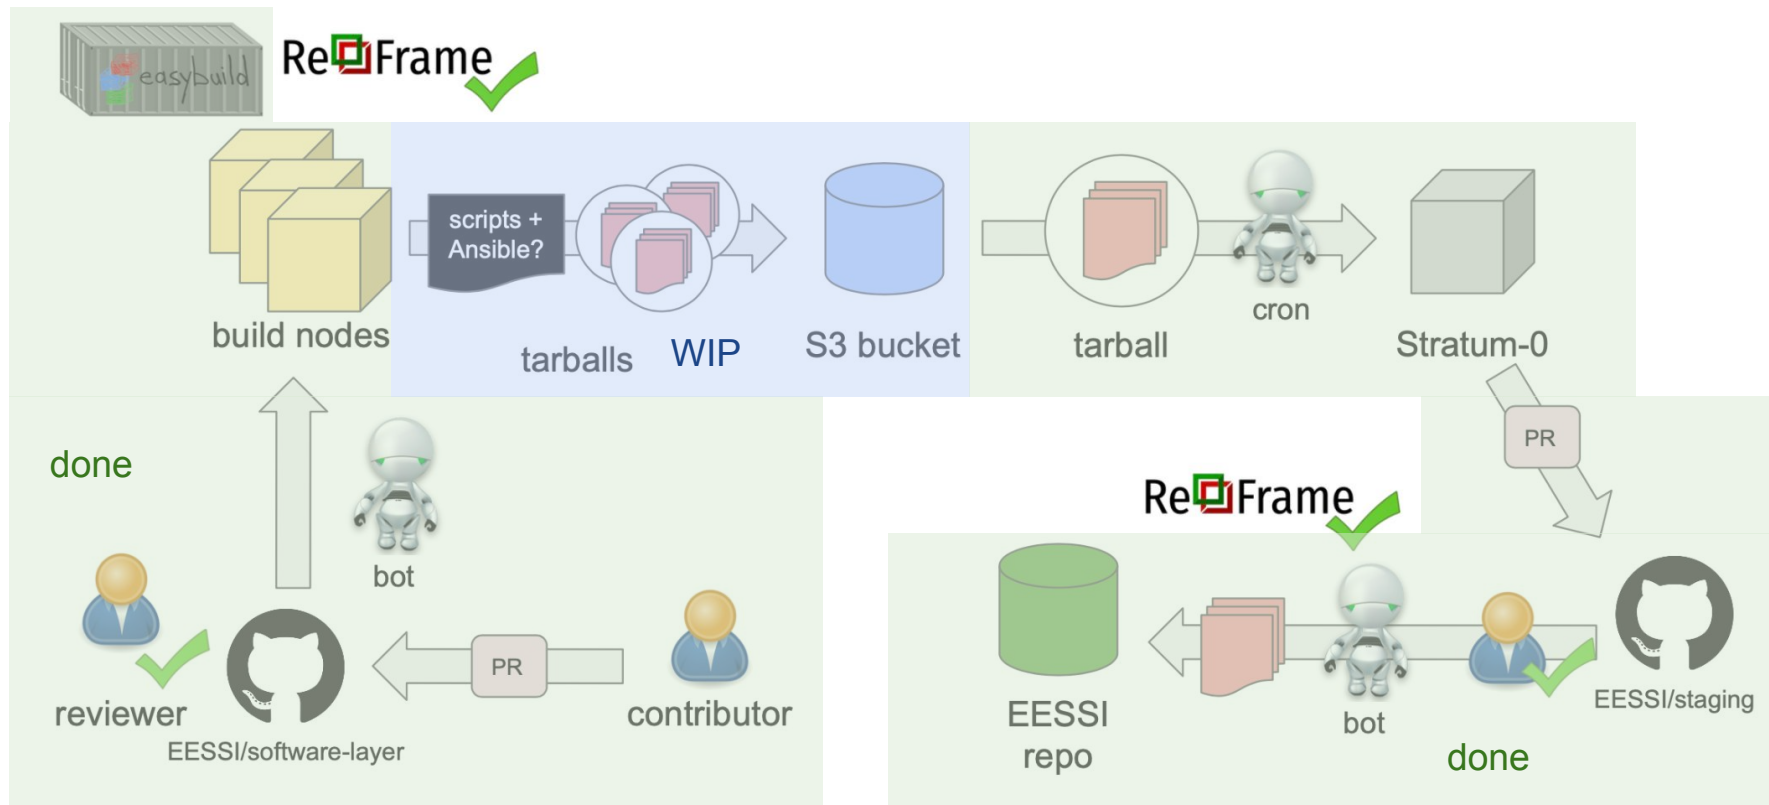 easybuild
ReFrame
scripts +
Ansible?
build nodes
tarballs
WIP
S3 bucket
tarball
cron
Stratum-0
PR
done
bot
reviewer
EESSI/software-layer
PR
contributor
ReFrame
EESSI
repo
bot
EESSI/staging
done